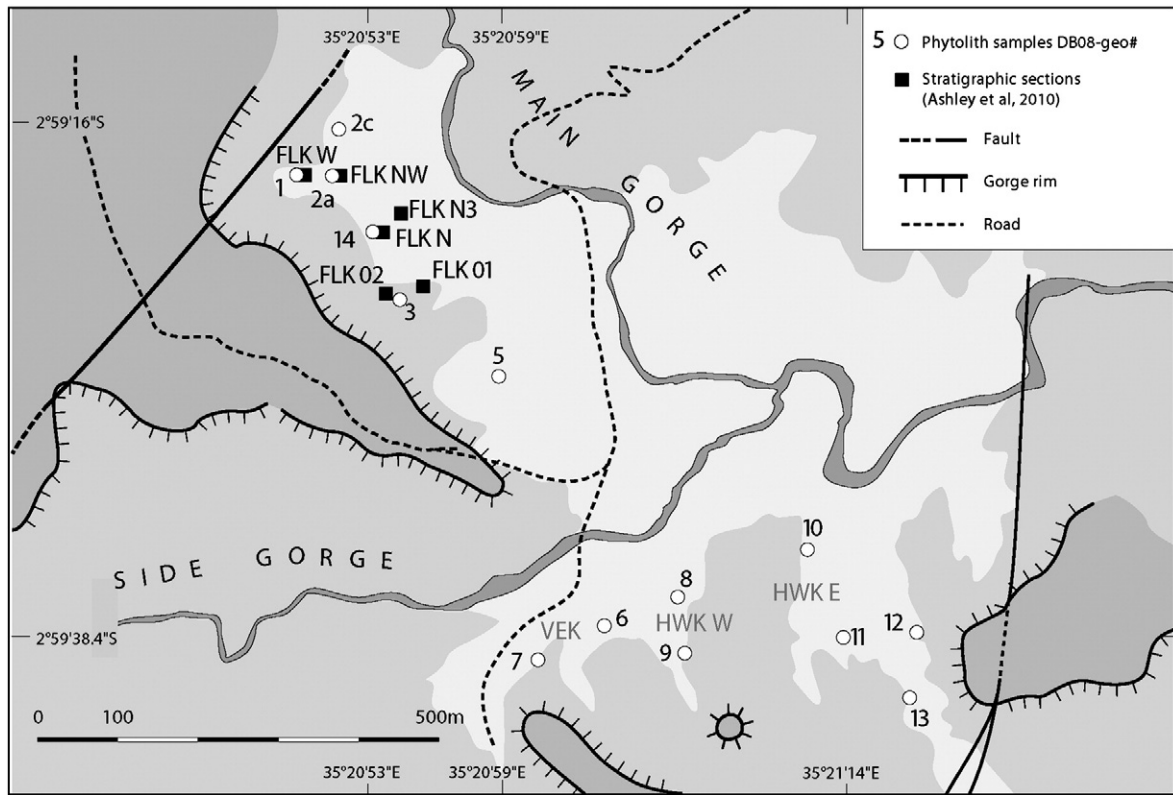 35°20'53"E
35°20'59"E
5 Phytolith samples DB08-geo#
Stratigraphic sections
(Ashley et al, 2010)
Fault
Gorge rim
Road
2°59'16"S
MAIN
GORGE
2c
FLK W
1
2a
FLK NW
FLK N3
14
FLK N
FLK 02
FLK 01
3
5
SIDE GORGE
10
8
HWK E
VEK
6
HWK W
12
2°59'38.4"S
7
9
11
13
0 100 500m
35°20'53"E
35°20'59"E
35°21'14"E